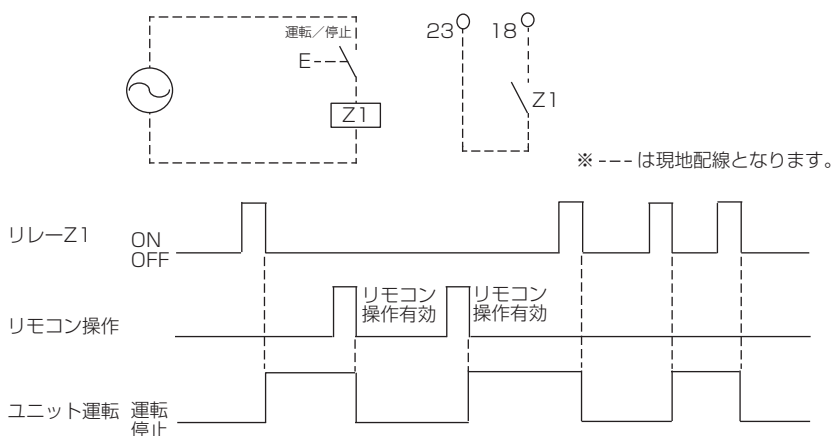 運転／停止
E
Z1
23
18
Z1
※ --- は現地配線となります。
リレーZ1
ON
OFF
リモコン操作
リモコン
操作有効
リモコン
操作有効
ユニット運転
運転
停止